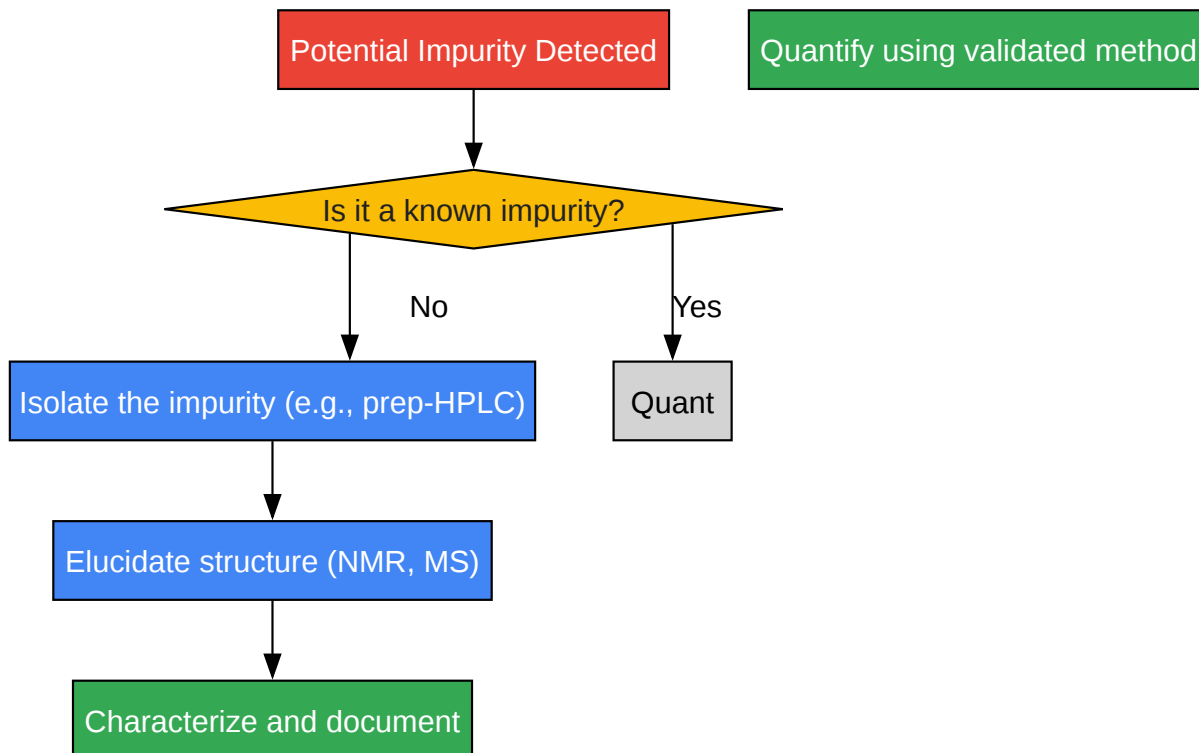 Potential Impurity Detected
Quantify using validated method
Is it a known impurity?
No
Yes
Isolate the impurity (e.g., prep-HPLC)
Quant
Elucidate structure (NMR, MS)
Characterize and document